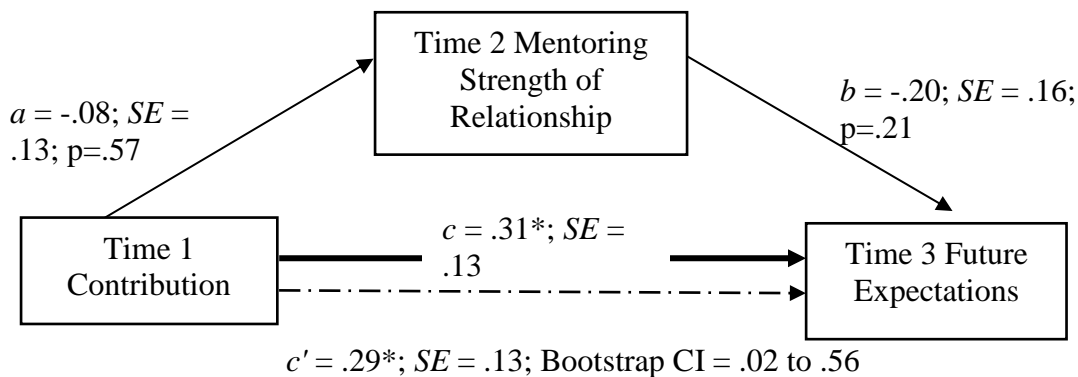 Time 2 Mentoring
Strength of
Relationship
a = -.08; SE =
.13; p=.57
b = -.20; SE = .16;
p=.21
Time 1
Contribution
c = .31*; SE =
.13
Time 3 Future
Expectations
c' = .29*; SE = .13; Bootstrap CI = .02 to .56